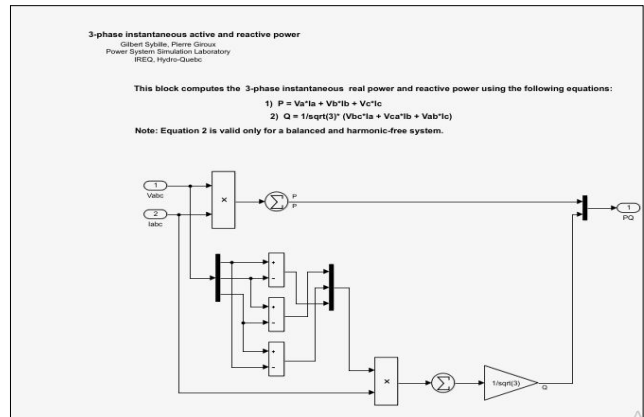 3-phase instantaneous active and reactive power
Gilbert Sybille, Pierre Giroux
Power System Simulation Laboratory
IREQ, Hydro-Quebc
This block computes the 3-phase instantaneous real power and reactive power using the following equations:
1) P = Va*Ia + Vb*Ib + Vc*Ic
2) Q = 1/sqrt(3)* (Vbc*Ia + Vca*Ib + Vab*Ic)
Note: Equation 2 is valid only for a balanced and harmonic-free system.
1
Vabc
2
Iabc
×
∑
P
P
1
PQ
+
−
+
−
+
−
×
∑
1/sqrt(3)
Q